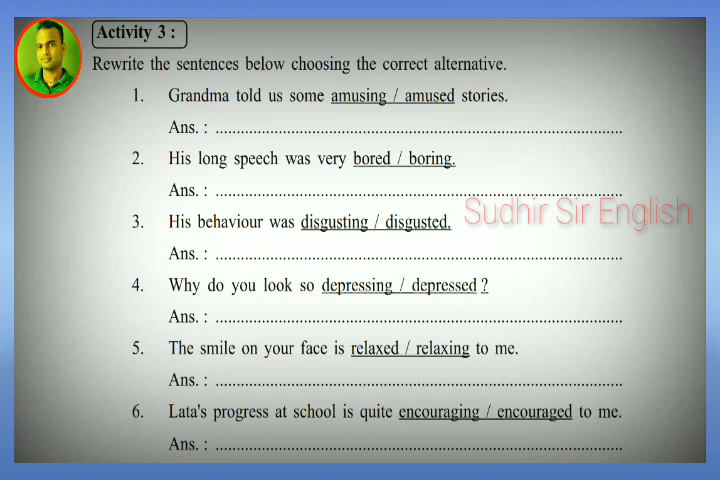 Activity 3 :
Rewrite the sentences below choosing the correct alternative.
1. Grandma told us some amusing / amused stories.
Ans. : ..................................................................................................
2. His long speech was very bored / boring.
Ans. : ..................................................................................................
3. His behaviour was disgusting / disgusted.
Sudhir Sir English
Ans. : ..................................................................................................
4. Why do you look so depressing / depressed ?
Ans. : ..................................................................................................
5. The smile on your face is relaxed / relaxing to me.
Ans. : ..................................................................................................
6. Lata's progress at school is quite encouraging / encouraged to me.
Ans. : ..................................................................................................